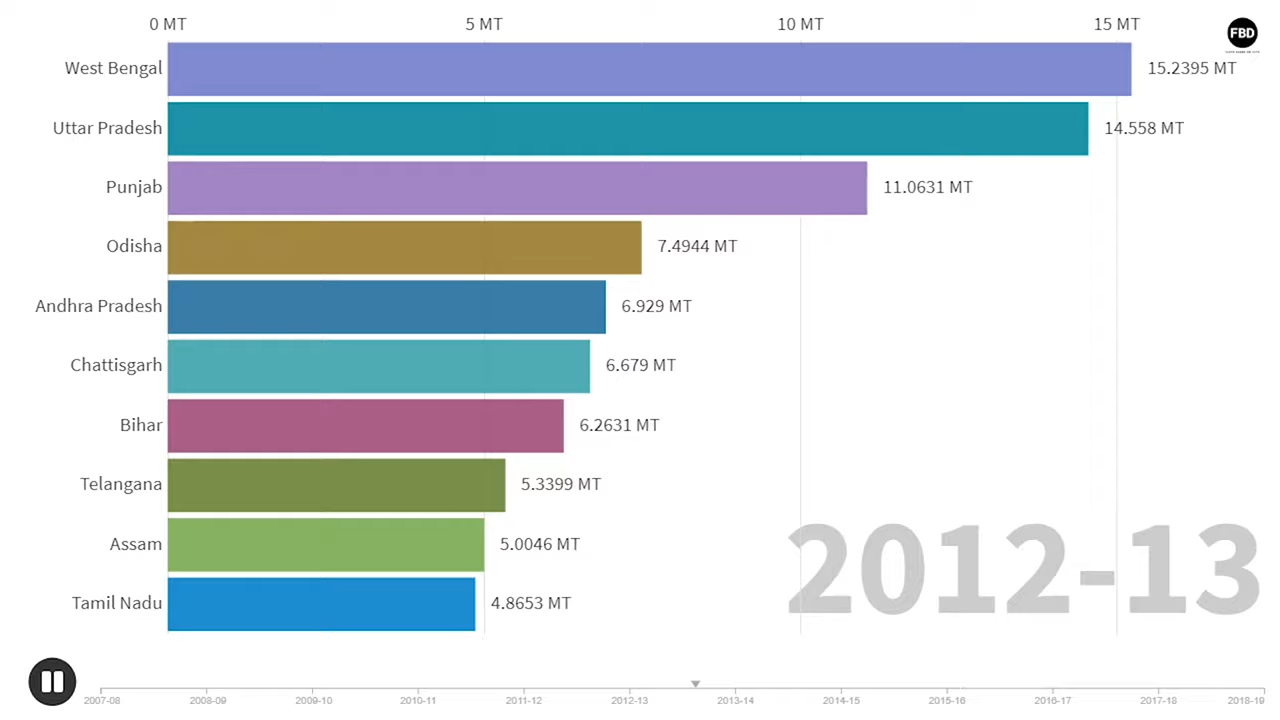 0 MT 5 MT 10 MT 15 MT
FBD
West Bengal 15.2395 MT
Uttar Pradesh 14.558 MT
Punjab 11.0631 MT
Odisha 7.4944 MT
Andhra Pradesh 6.929 MT
Chattisgarh 6.679 MT
Bihar 6.2631 MT
Telangana 5.3399 MT
Assam 5.0046 MT
Tamil Nadu 4.8653 MT
2012-13
2007-08 2008-09 2009-10 2010-11 2011-12 2012-13 2013-14 2014-15 2015-16 2016-17 2017-18 2018-19